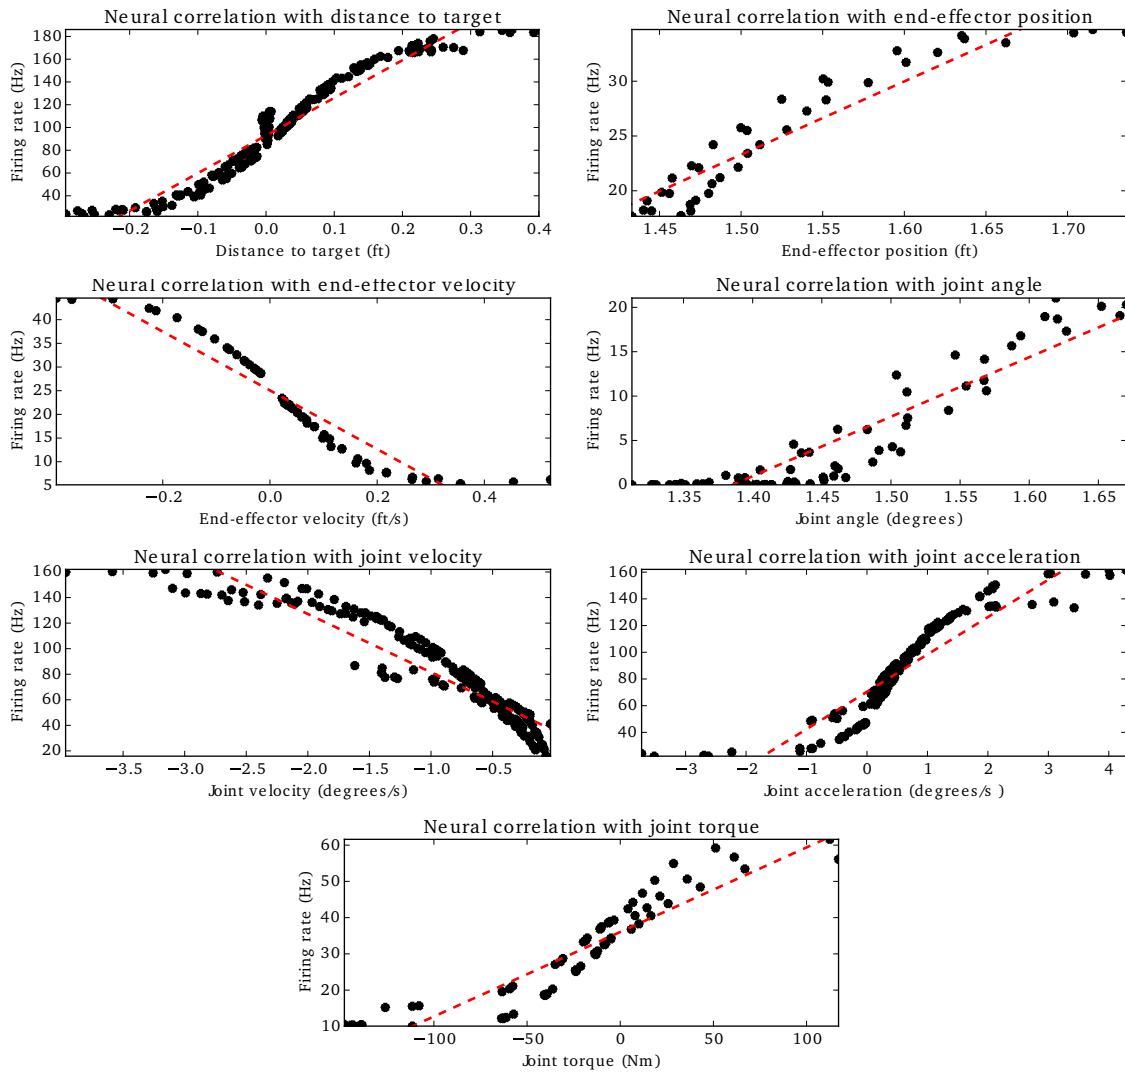 Neural correlation with distance to target
Firing rate (Hz)
180
160
140
120
100
80
60
40
−0.2 −0.1 0.0 0.1 0.2 0.3 0.4
Distance to target (ft)
Neural correlation with end-effector position
Firing rate (Hz)
30
25
20
1.45 1.50 1.55 1.60 1.65 1.70
End-effector position (ft)
Neural correlation with end-effector velocity
Firing rate (Hz)
40
35
30
25
20
15
10
5
−0.2 0.0 0.2 0.4
End-effector velocity (ft/s)
Neural correlation with joint angle
Firing rate (Hz)
20
15
10
5
0
1.35 1.40 1.45 1.50 1.55 1.60 1.65
Joint angle (degrees)
Neural correlation with joint velocity
Firing rate (Hz)
160
140
120
100
80
60
40
20
−3.5 −3.0 −2.5 −2.0 −1.5 −1.0 −0.5
Joint velocity (degrees/s)
Neural correlation with joint acceleration
Firing rate (Hz)
160
140
120
100
80
60
40
−3 −2 −1 0 1 2 3 4
Joint acceleration (degrees/s )
Neural correlation with joint torque
Firing rate (Hz)
60
50
40
30
20
10
−100 −50 0 50 100
Joint torque (Nm)